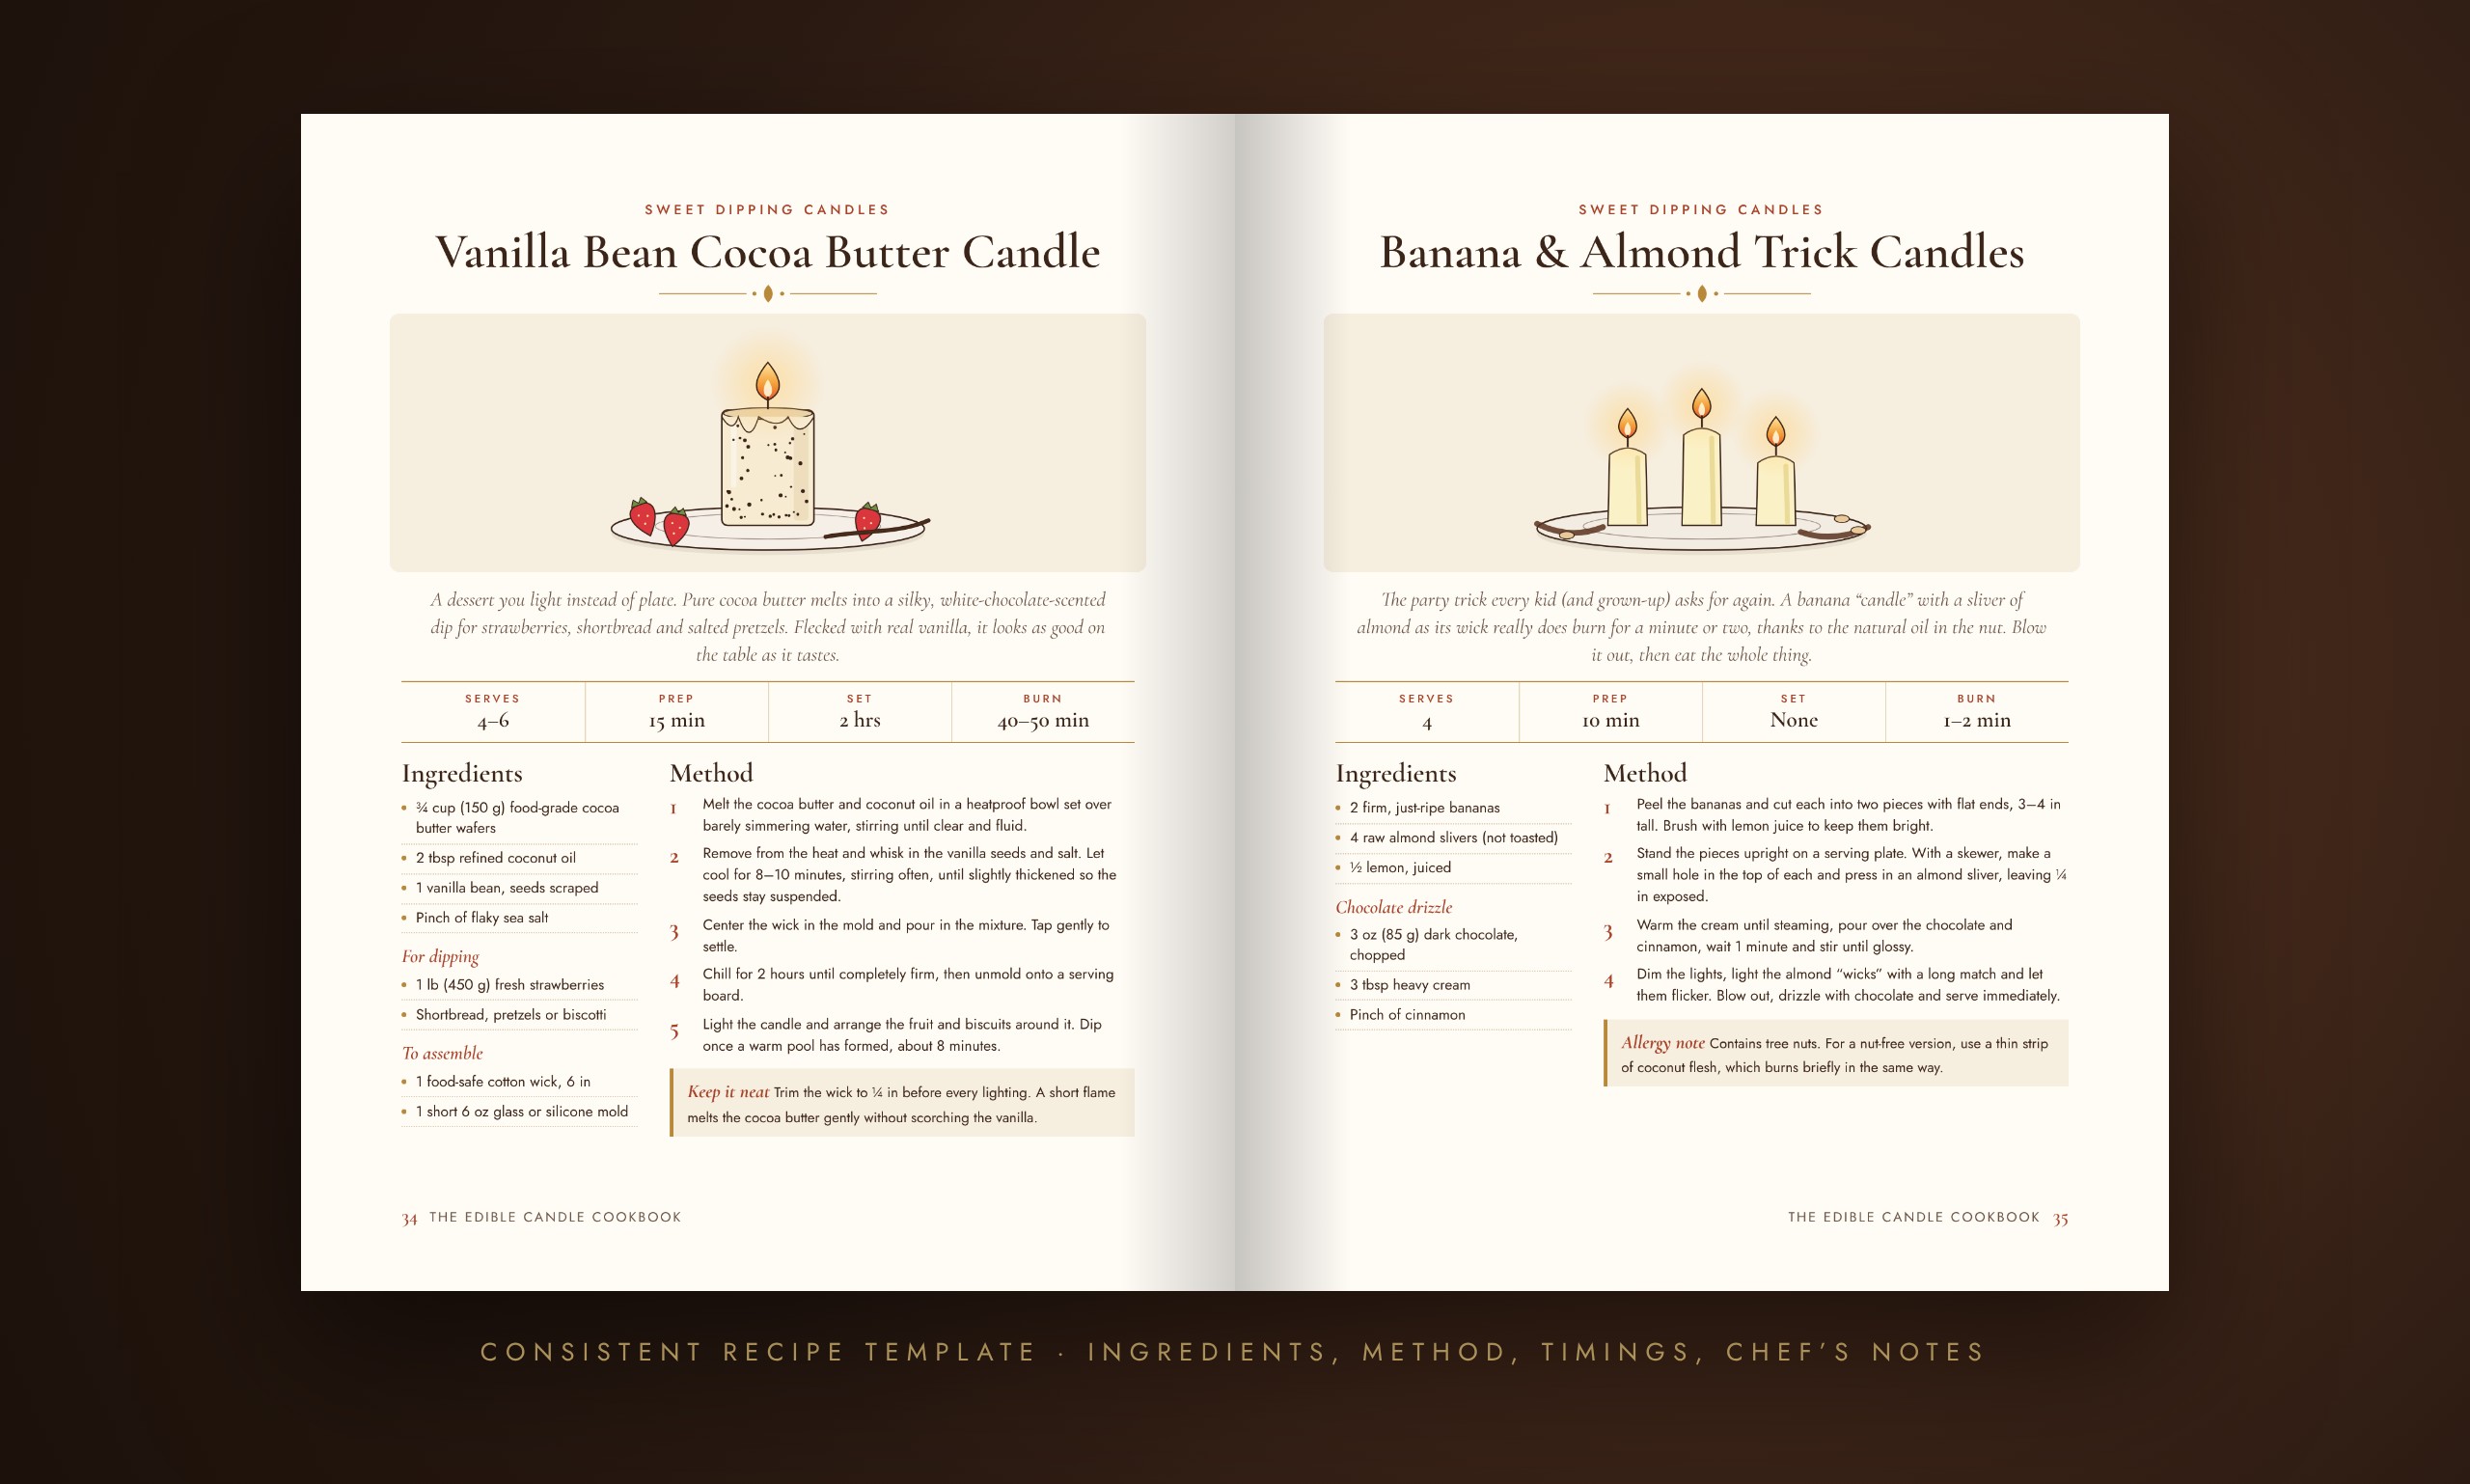 SWEET DIPPING CANDLES
Vanilla Bean Cocoa Butter Candle
A dessert you light instead of plate. Pure cocoa butter melts into a silky, white-chocolate-scented
dip for strawberries, shortbread and salted pretzels. Flecked with real vanilla, it looks as good on
the table as it tastes.
SERVES
4–6
PREP
15 min
SET
2 hrs
BURN
40–50 min
Ingredients
¾ cup (150 g) food-grade cocoa
butter wafers
2 tbsp refined coconut oil
1 vanilla bean, seeds scraped
Pinch of flaky sea salt
For dipping
1 lb (450 g) fresh strawberries
Shortbread, pretzels or biscotti
To assemble
1 food-safe cotton wick, 6 in
1 short 6 oz glass or silicone mold
Method
1 Melt the cocoa butter and coconut oil in a heatproof bowl set over
barely simmering water, stirring until clear and fluid.
2 Remove from the heat and whisk in the vanilla seeds and salt. Let
cool for 8–10 minutes, stirring often, until slightly thickened so the
seeds stay suspended.
3 Center the wick in the mold and pour in the mixture. Tap gently to
settle.
4 Chill for 2 hours until completely firm, then unmold onto a serving
board.
5 Light the candle and arrange the fruit and biscuits around it. Dip
once a warm pool has formed, about 8 minutes.
Keep it neat Trim the wick to ¼ in before every lighting. A short flame
melts the cocoa butter gently without scorching the vanilla.
34 THE EDIBLE CANDLE COOKBOOK
SWEET DIPPING CANDLES
Banana & Almond Trick Candles
The party trick every kid (and grown-up) asks for again. A banana “candle” with a sliver of
almond as its wick really does burn for a minute or two, thanks to the natural oil in the nut. Blow
it out, then eat the whole thing.
SERVES
4
PREP
10 min
SET
None
BURN
1–2 min
Ingredients
2 firm, just-ripe bananas
4 raw almond slivers (not toasted)
½ lemon, juiced
Chocolate drizzle
3 oz (85 g) dark chocolate,
chopped
3 tbsp heavy cream
Pinch of cinnamon
Method
1 Peel the bananas and cut each into two pieces with flat ends, 3–4 in
tall. Brush with lemon juice to keep them bright.
2 Stand the pieces upright on a serving plate. With a skewer, make a
small hole in the top of each and press in an almond sliver, leaving ¼
in exposed.
3 Warm the cream until steaming, pour over the chocolate and
cinnamon, wait 1 minute and stir until glossy.
4 Dim the lights, light the almond “wicks” with a long match and let
them flicker. Blow out, drizzle with chocolate and serve immediately.
Allergy note Contains tree nuts. For a nut-free version, use a thin strip
of coconut flesh, which burns briefly in the same way.
THE EDIBLE CANDLE COOKBOOK 35
CONSISTENT RECIPE TEMPLATE · INGREDIENTS, METHOD, TIMINGS, CHEF’S NOTES